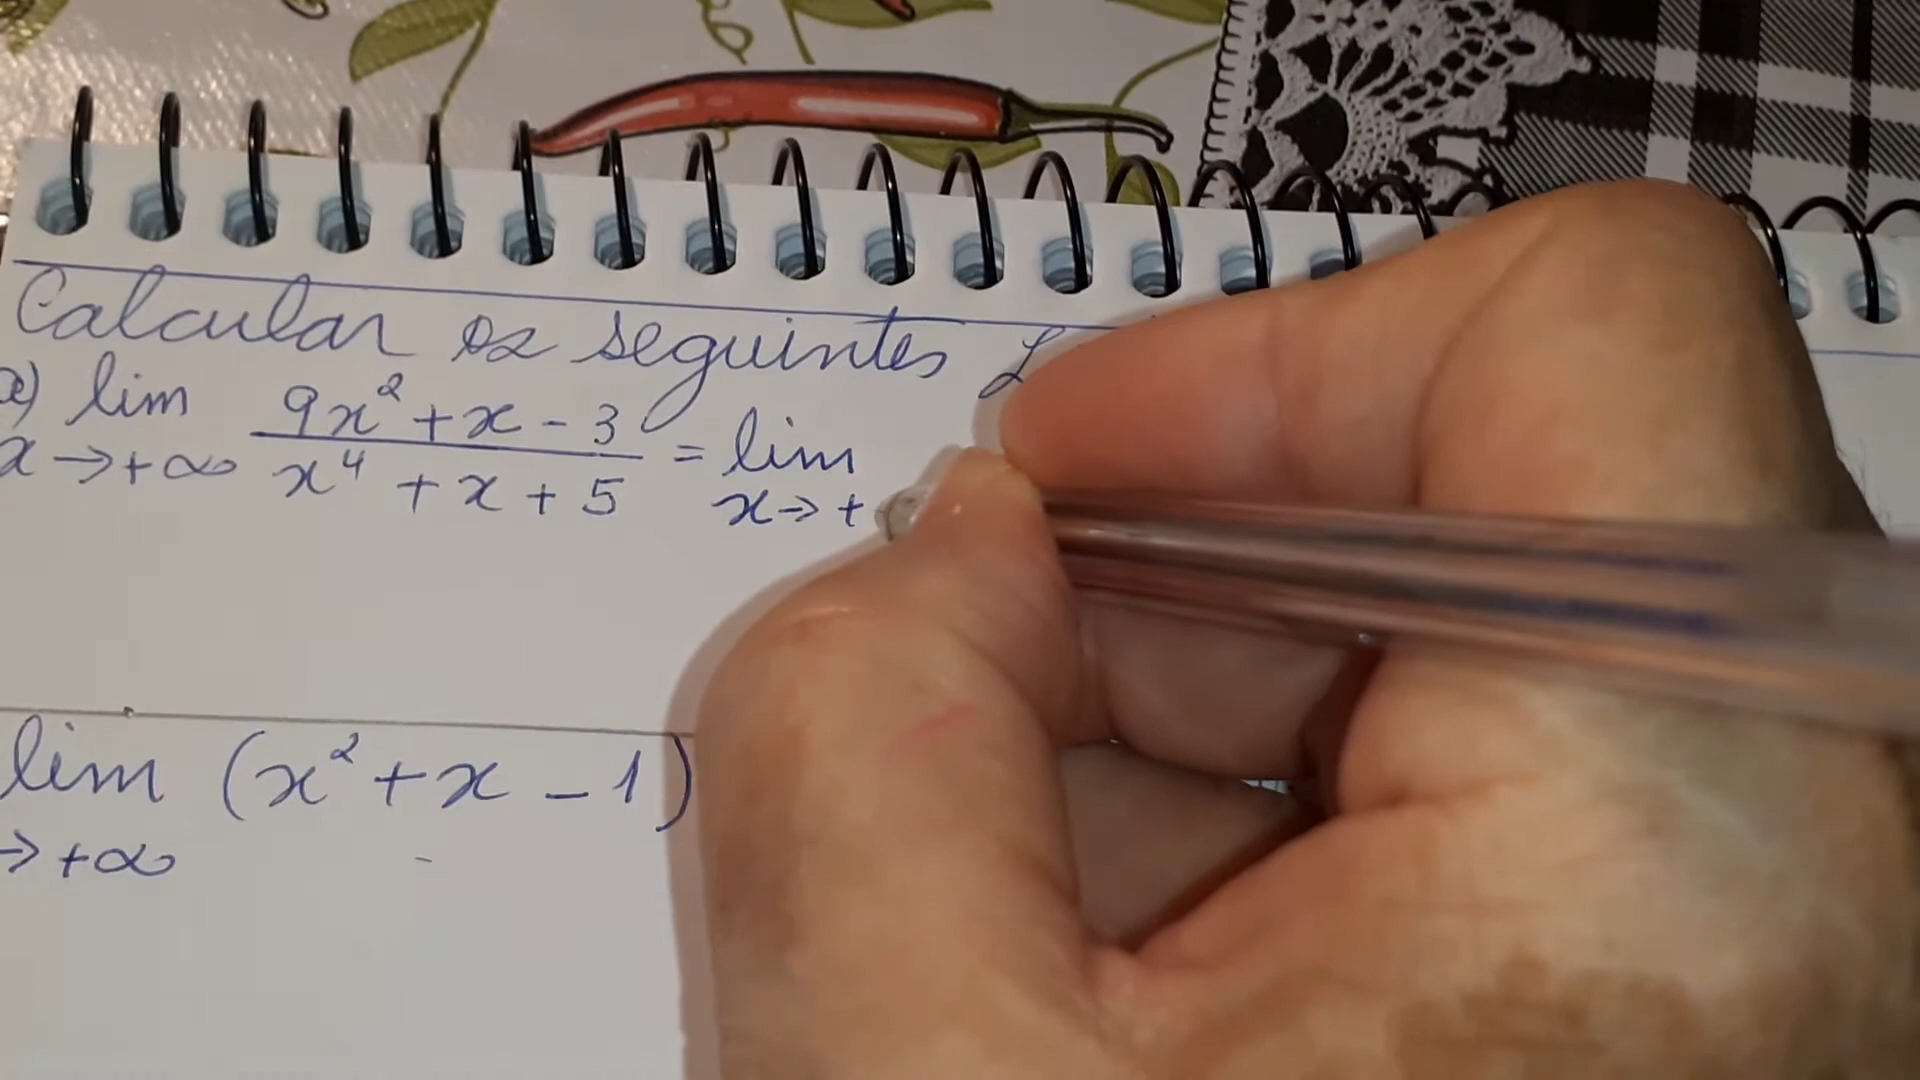 Calcular os seguintes
a) lim 9x² + x - 3 / x⁴ + x + 5 = lim
x → +∞ x → +
lim (x² + x - 1)
→ +∞